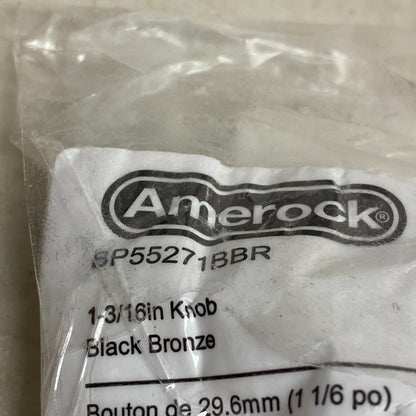 Amerock®
BP55271BBR
1-3/16in Knob
Black Bronze
Bouton de 29.6mm (1 1/6 po)